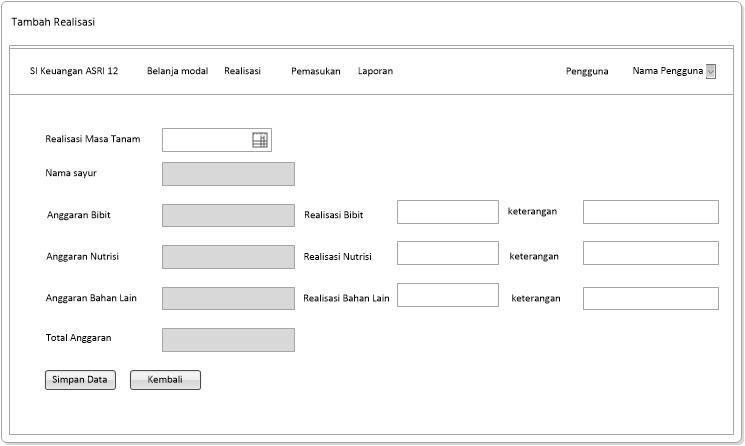 Tambah Realisasi
SI Keuangan ASRI 12 Belanja modal Realisasi Pemasukan Laporan Pengguna Nama Pengguna
Realisasi Masa Tanam
Nama sayur
Anggaran Bibit Realisasi Bibit keterangan
Anggaran Nutrisi Realisasi Nutrisi keterangan
Anggaran Bahan Lain Realisasi Bahan Lain keterangan
Total Anggaran
Simpan Data Kembali